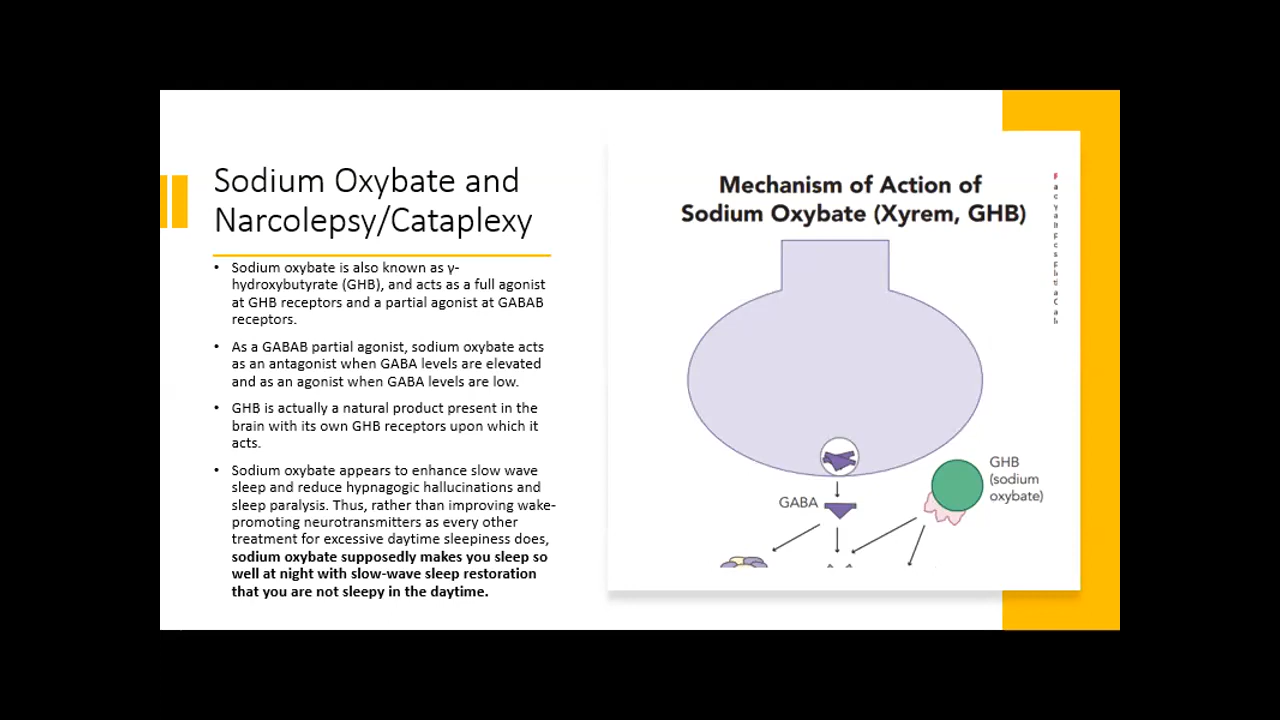 Sodium Oxybate and
Narcolepsy/Cataplexy
• Sodium oxybate is also known as γ-
hydroxybutyrate (GHB), and acts as a full agonist
at GHB receptors and a partial agonist at GABAB
receptors.
• As a GABAB partial agonist, sodium oxybate acts
as an antagonist when GABA levels are elevated
and as an agonist when GABA levels are low.
• GHB is actually a natural product present in the
brain with its own GHB receptors upon which it
acts.
• Sodium oxybate appears to enhance slow wave
sleep and reduce hypnagogic hallucinations and
sleep paralysis. Thus, rather than improving wake-
promoting neurotransmitters as every other
treatment for excessive daytime sleepiness does,
sodium oxybate supposedly makes you sleep so
well at night with slow-wave sleep restoration
that you are not sleepy in the daytime.
Mechanism of Action of
Sodium Oxybate (Xyrem, GHB)
GABA
GHB
(sodium
oxybate)